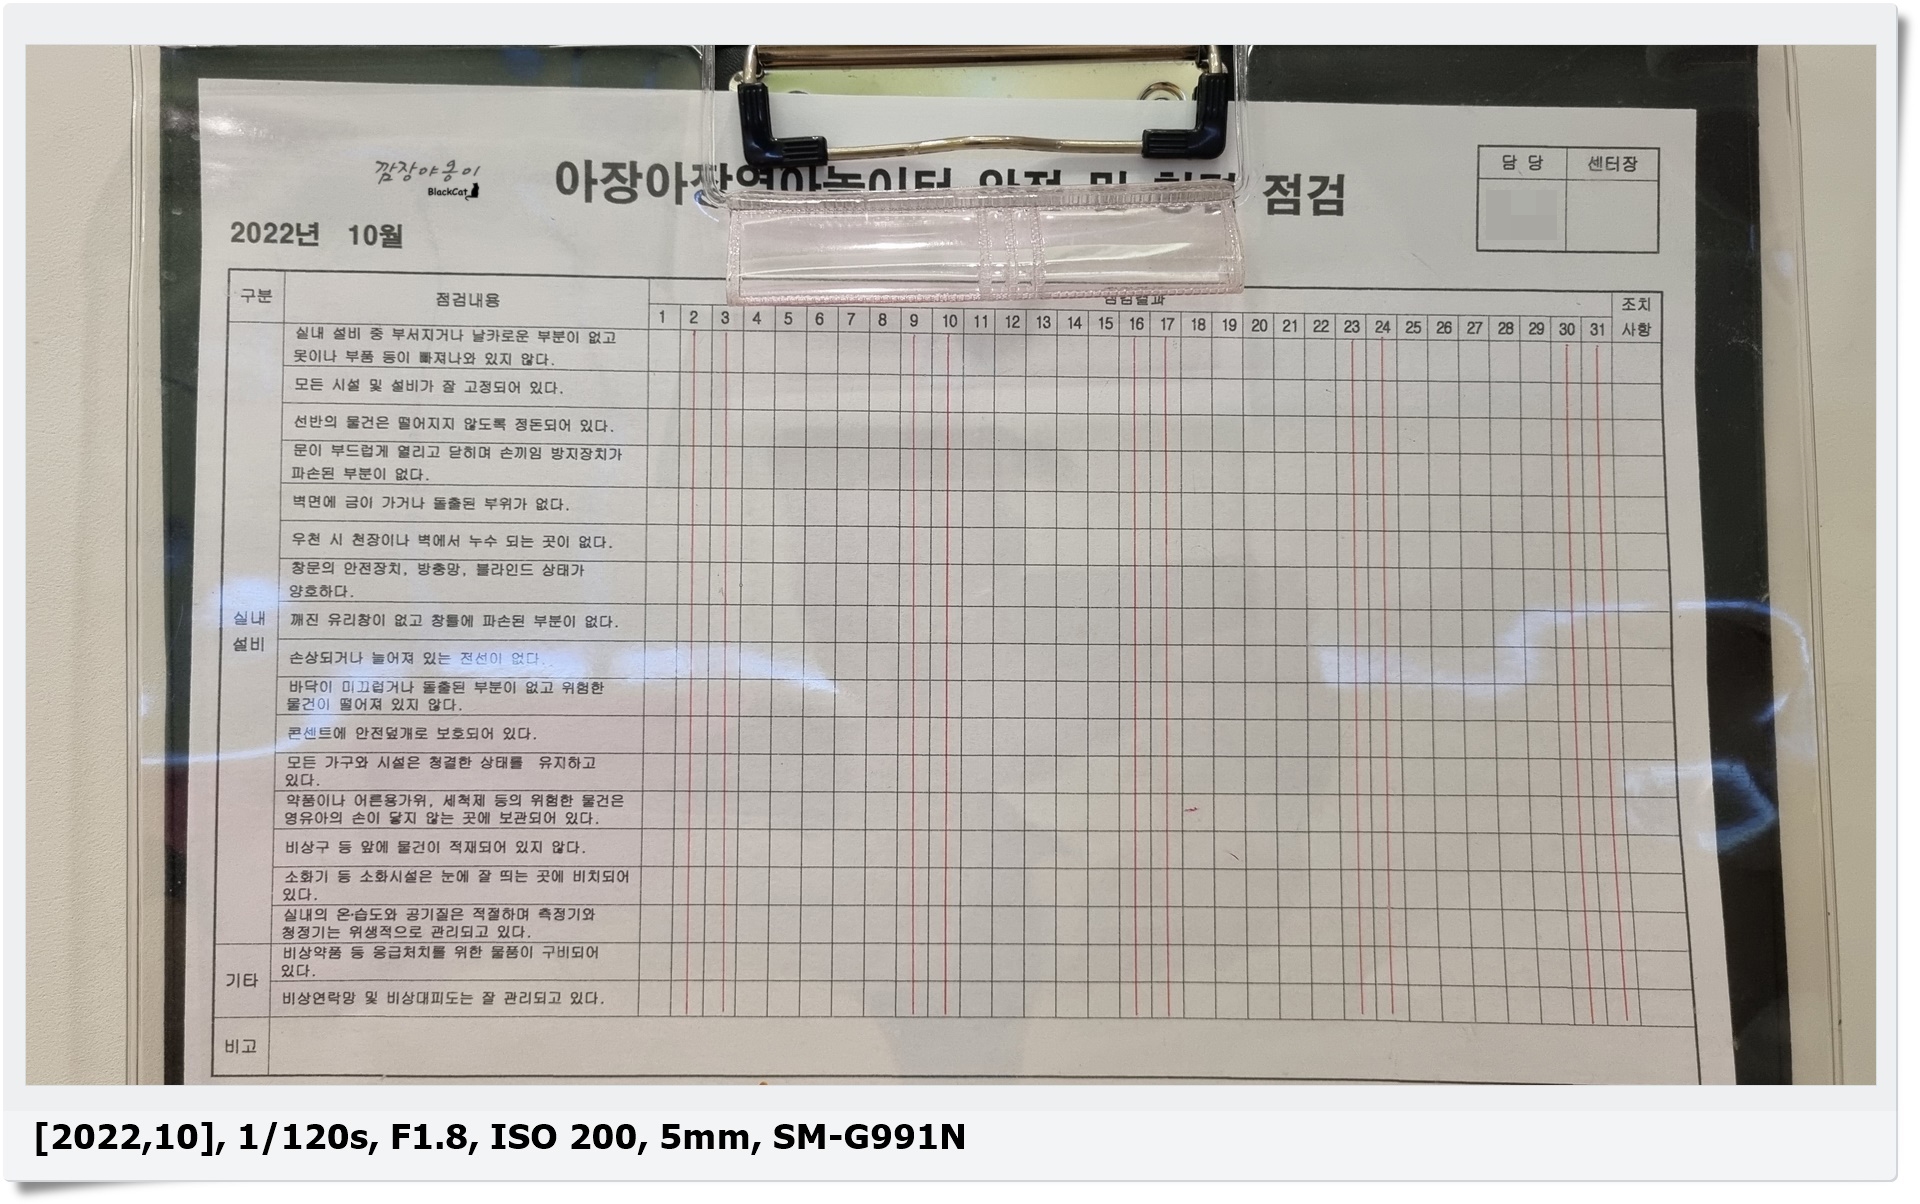 깜장야옹이
BlackCat
아장아장영아놀이터 안전 및 점검
담 당 센터장
2022년 10월
구분 점검내용 점검결과 조치
사항
1 2 3 4 5 6 7 8 9 10 11 12 13 14 15 16 17 18 19 20 21 22 23 24 25 26 27 28 29 30 31
실내 설비 중 부서지거나 날카로운 부분이 없고
못이나 부품 등이 빠져나와 있지 않다.
모든 시설 및 설비가 잘 고정되어 있다.
선반의 물건은 떨어지지 않도록 정돈되어 있다.
문이 부드럽게 열리고 닫히며 손끼임 방지장치가
파손된 부분이 없다.
벽면에 금이 가거나 돌출된 부위가 없다.
우천 시 천장이나 벽에서 누수 되는 곳이 없다.
창문의 안전장치, 방충망, 블라인드 상태가
양호하다.
실내
설비
깨진 유리창이 없고 창틀에 파손된 부분이 없다.
손상되거나 늘어져 있는 전선이 없다.
바닥이 미끄럽거나 돌출된 부분이 없고 위험한
물건이 떨어져 있지 않다.
콘센트에 안전덮개로 보호되어 있다.
모든 가구와 시설은 청결한 상태를 유지하고
있다.
약품이나 어른용가위, 세척제 등의 위험한 물건은
영유아의 손이 닿지 않는 곳에 보관되어 있다.
비상구 등 앞에 물건이 적재되어 있지 않다.
소화기 등 소화시설은 눈에 잘 띄는 곳에 비치되어
있다.
실내의 온·습도와 공기질은 적절하며 측정기와
청정기는 위생적으로 관리되고 있다.
기타
비상약품 등 응급처치를 위한 물품이 구비되어
있다.
비상연락망 및 비상대피도는 잘 관리되고 있다.
비고
[2022,10], 1/120s, F1.8, ISO 200, 5mm, SM-G991N